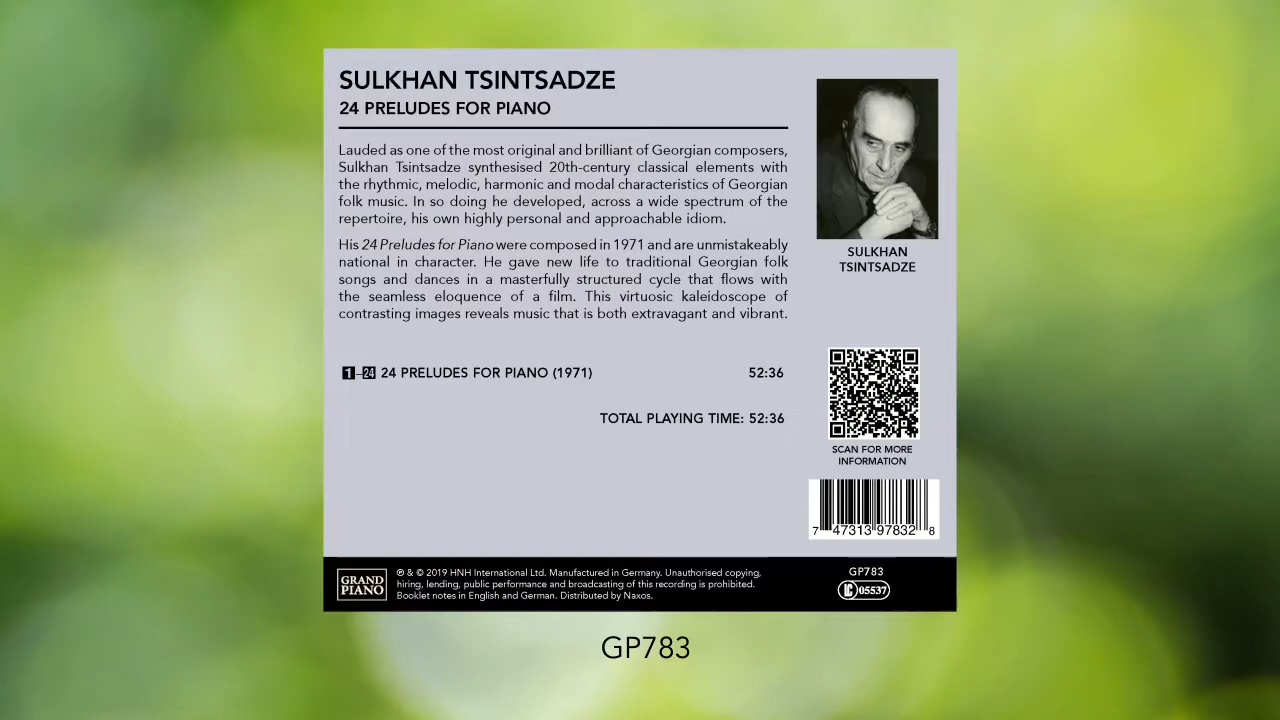 SULKHAN TSINTSADZE
24 PRELUDES FOR PIANO
Lauded as one of the most original and brilliant of Georgian composers,
Sulkhan Tsintsadze synthesised 20th-century classical elements with
the rhythmic, melodic, harmonic and modal characteristics of Georgian
folk music. In so doing he developed, across a wide spectrum of the
repertoire, his own highly personal and approachable idiom.
His 24 Preludes for Piano were composed in 1971 and are unmistakeably
national in character. He gave new life to traditional Georgian folk
songs and dances in a masterfully structured cycle that flows with
the seamless eloquence of a film. This virtuosic kaleidoscope of
contrasting images reveals music that is both extravagant and vibrant.
1–24 24 PRELUDES FOR PIANO (1971) 52:36
TOTAL PLAYING TIME: 52:36
SULKHAN
TSINTSADZE
SCAN FOR MORE
INFORMATION
7 47313 97832 8
GRAND
PIANO
℗ & © 2019 HNH International Ltd. Manufactured in Germany. Unauthorised copying,
hiring, lending, public performance and broadcasting of this recording is prohibited.
Booklet notes in English and German. Distributed by Naxos.
GP783
LC 05537
GP783